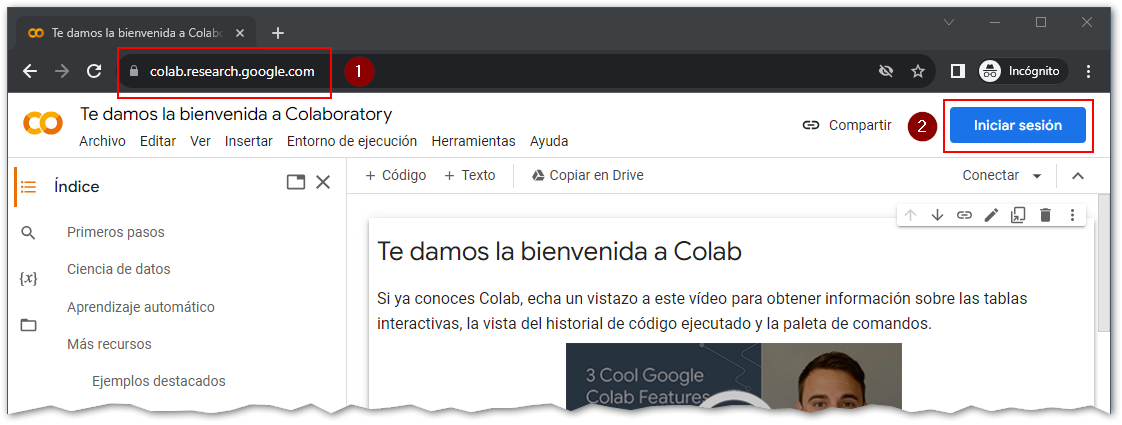 Te damos la bienvenida a Colab
colab.research.google.com
1
Incógnito
Te damos la bienvenida a Colaboratory
Archivo Editar Ver Insertar Entorno de ejecución Herramientas Ayuda
Compartir
2
Iniciar sesión
Índice
Primeros pasos
Ciencia de datos
Aprendizaje automático
Más recursos
Ejemplos destacados
{x}
+ Código + Texto Copiar en Drive
Conectar
Te damos la bienvenida a Colab
Si ya conoces Colab, echa un vistazo a este vídeo para obtener información sobre las tablas
interactivas, la vista del historial de código ejecutado y la paleta de comandos.
3 Cool Google
Colab Features